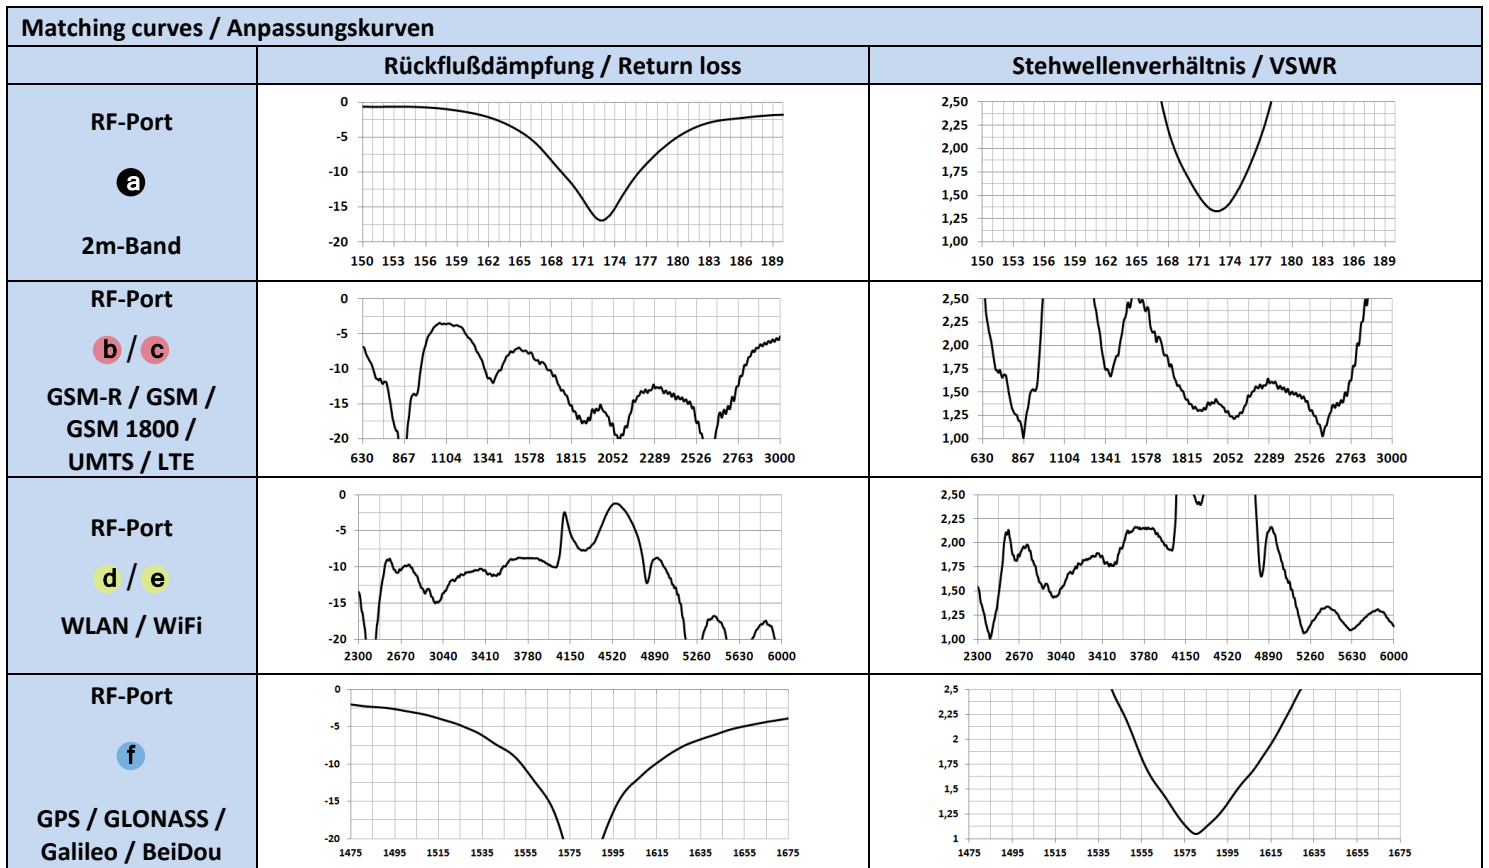 Matching curves / Anpassungskurven
Rückflußdämpfung / Return loss
Stehwellenverhältnis / VSWR
RF-Port
a
2m-Band
0
-5
-10
-15
-20
150 153 156 159 162 165 168 171 174 177 180 183 186 189
2,50
2,25
2,00
1,75
1,50
1,25
1,00
150 153 156 159 162 165 168 171 174 177 180 183 186 189
RF-Port
b / c
GSM-R / GSM /
GSM 1800 /
UMTS / LTE
0
-5
-10
-15
-20
630 867 1104 1341 1578 1815 2052 2289 2526 2763 3000
2,50
2,25
2,00
1,75
1,50
1,25
1,00
630 867 1104 1341 1578 1815 2052 2289 2526 2763 3000
RF-Port
d / e
WLAN / WiFi
0
-5
-10
-15
-20
2300 2670 3040 3410 3780 4150 4520 4890 5260 5630 6000
2,50
2,25
2,00
1,75
1,50
1,25
1,00
2300 2670 3040 3410 3780 4150 4520 4890 5260 5630 6000
RF-Port
f
GPS / GLONASS /
Galileo / BeiDou
0
-5
-10
-15
-20
1475 1495 1515 1535 1555 1575 1595 1615 1635 1655 1675
2,5
2,25
2
1,75
1,5
1,25
1
1475 1495 1515 1535 1555 1575 1595 1615 1635 1655 1675